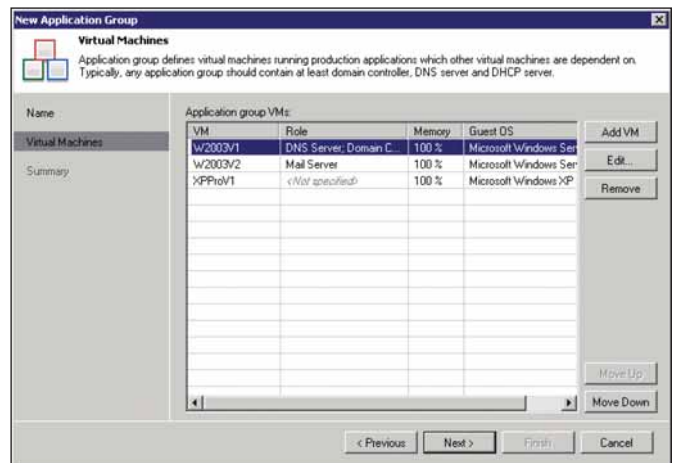 New Application Group
Virtual Machines
Application group defines virtual machines running production applications which other virtual machines are dependent on.
Typically, any application group should contain at least domain controller, DNS server and DHCP server.
Name
Virtual Machines
Summary
Application group VMs:
VM Role Memory Guest OS
W2003V1 DNS Server; Domain C... 100 % Microsoft Windows Ser
W2003V2 Mail Server 100 % Microsoft Windows Ser
XPProV1 <Not specified> 100 % Microsoft Windows XP
Add VM
Edit...
Remove
Move Up
Move Down
< Previous
Next >
Finish
Cancel